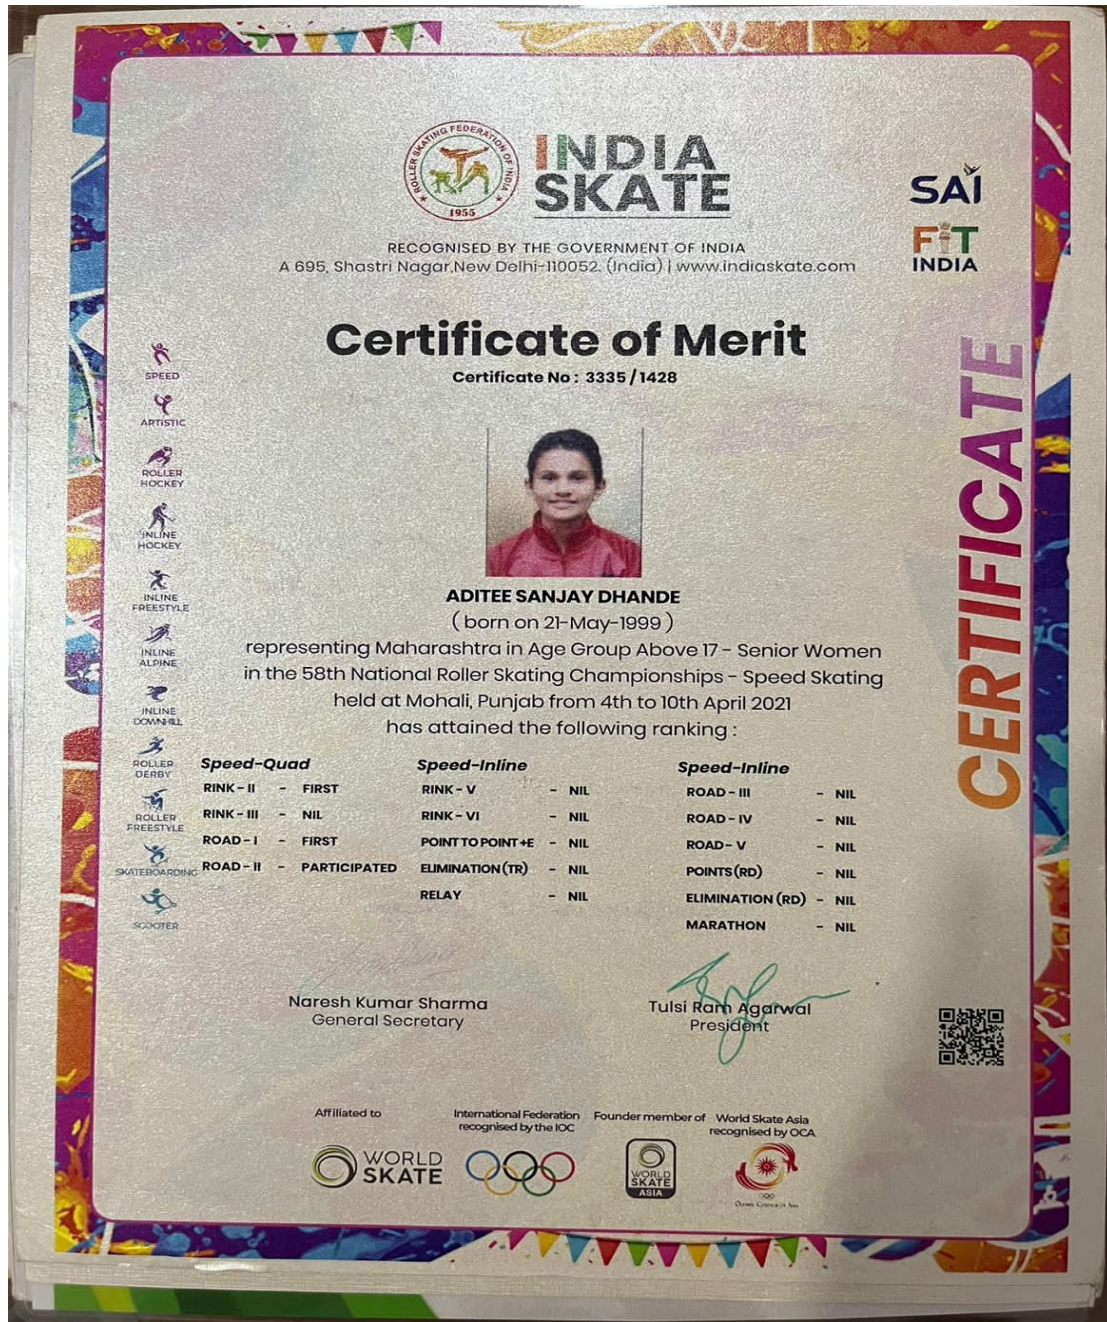 ROLLER SKATING FEDERATION OF INDIA
1955
INDIA
SKATE
SAI
FIT
INDIA
RECOGNISED BY THE GOVERNMENT OF INDIA
A 695, Shastri Nagar,New Delhi-110052. (India) | www.indiaskate.com
Certificate of Merit
Certificate No : 3335 / 1428
CERTIFICATE
SPEED
ARTISTIC
ROLLER
HOCKEY
INLINE
HOCKEY
INLINE
FREESTYLE
INLINE
ALPINE
INLINE
DOWNHILL
ROLLER
DERBY
ROLLER
FREESTYLE
SKATEBOARDING
SCOOTER
ADITEE SANJAY DHANDE
( born on 21-May-1999 )
representing Maharashtra in Age Group Above 17 - Senior Women
in the 58th National Roller Skating Championships - Speed Skating
held at Mohali, Punjab from 4th to 10th April 2021
has attained the following ranking :
Speed-Quad
RINK - II - FIRST
RINK - III - NIL
ROAD - I - FIRST
ROAD - II - PARTICIPATED
Speed-Inline
RINK - V - NIL
RINK - VI - NIL
POINT TO POINT +E - NIL
ELIMINATION (TR) - NIL
RELAY - NIL
Speed-Inline
ROAD - III - NIL
ROAD - IV - NIL
ROAD - V - NIL
POINTS (RD) - NIL
ELIMINATION (RD) - NIL
MARATHON - NIL
Naresh Kumar Sharma
General Secretary
Tulsi Ram Agarwal
President
Affiliated to
WORLD
SKATE
International Federation
recognised by the IOC
Founder member of
WORLD
SKATE
ASIA
World Skate Asia
recognised by OCA
Olympic Council of Asia